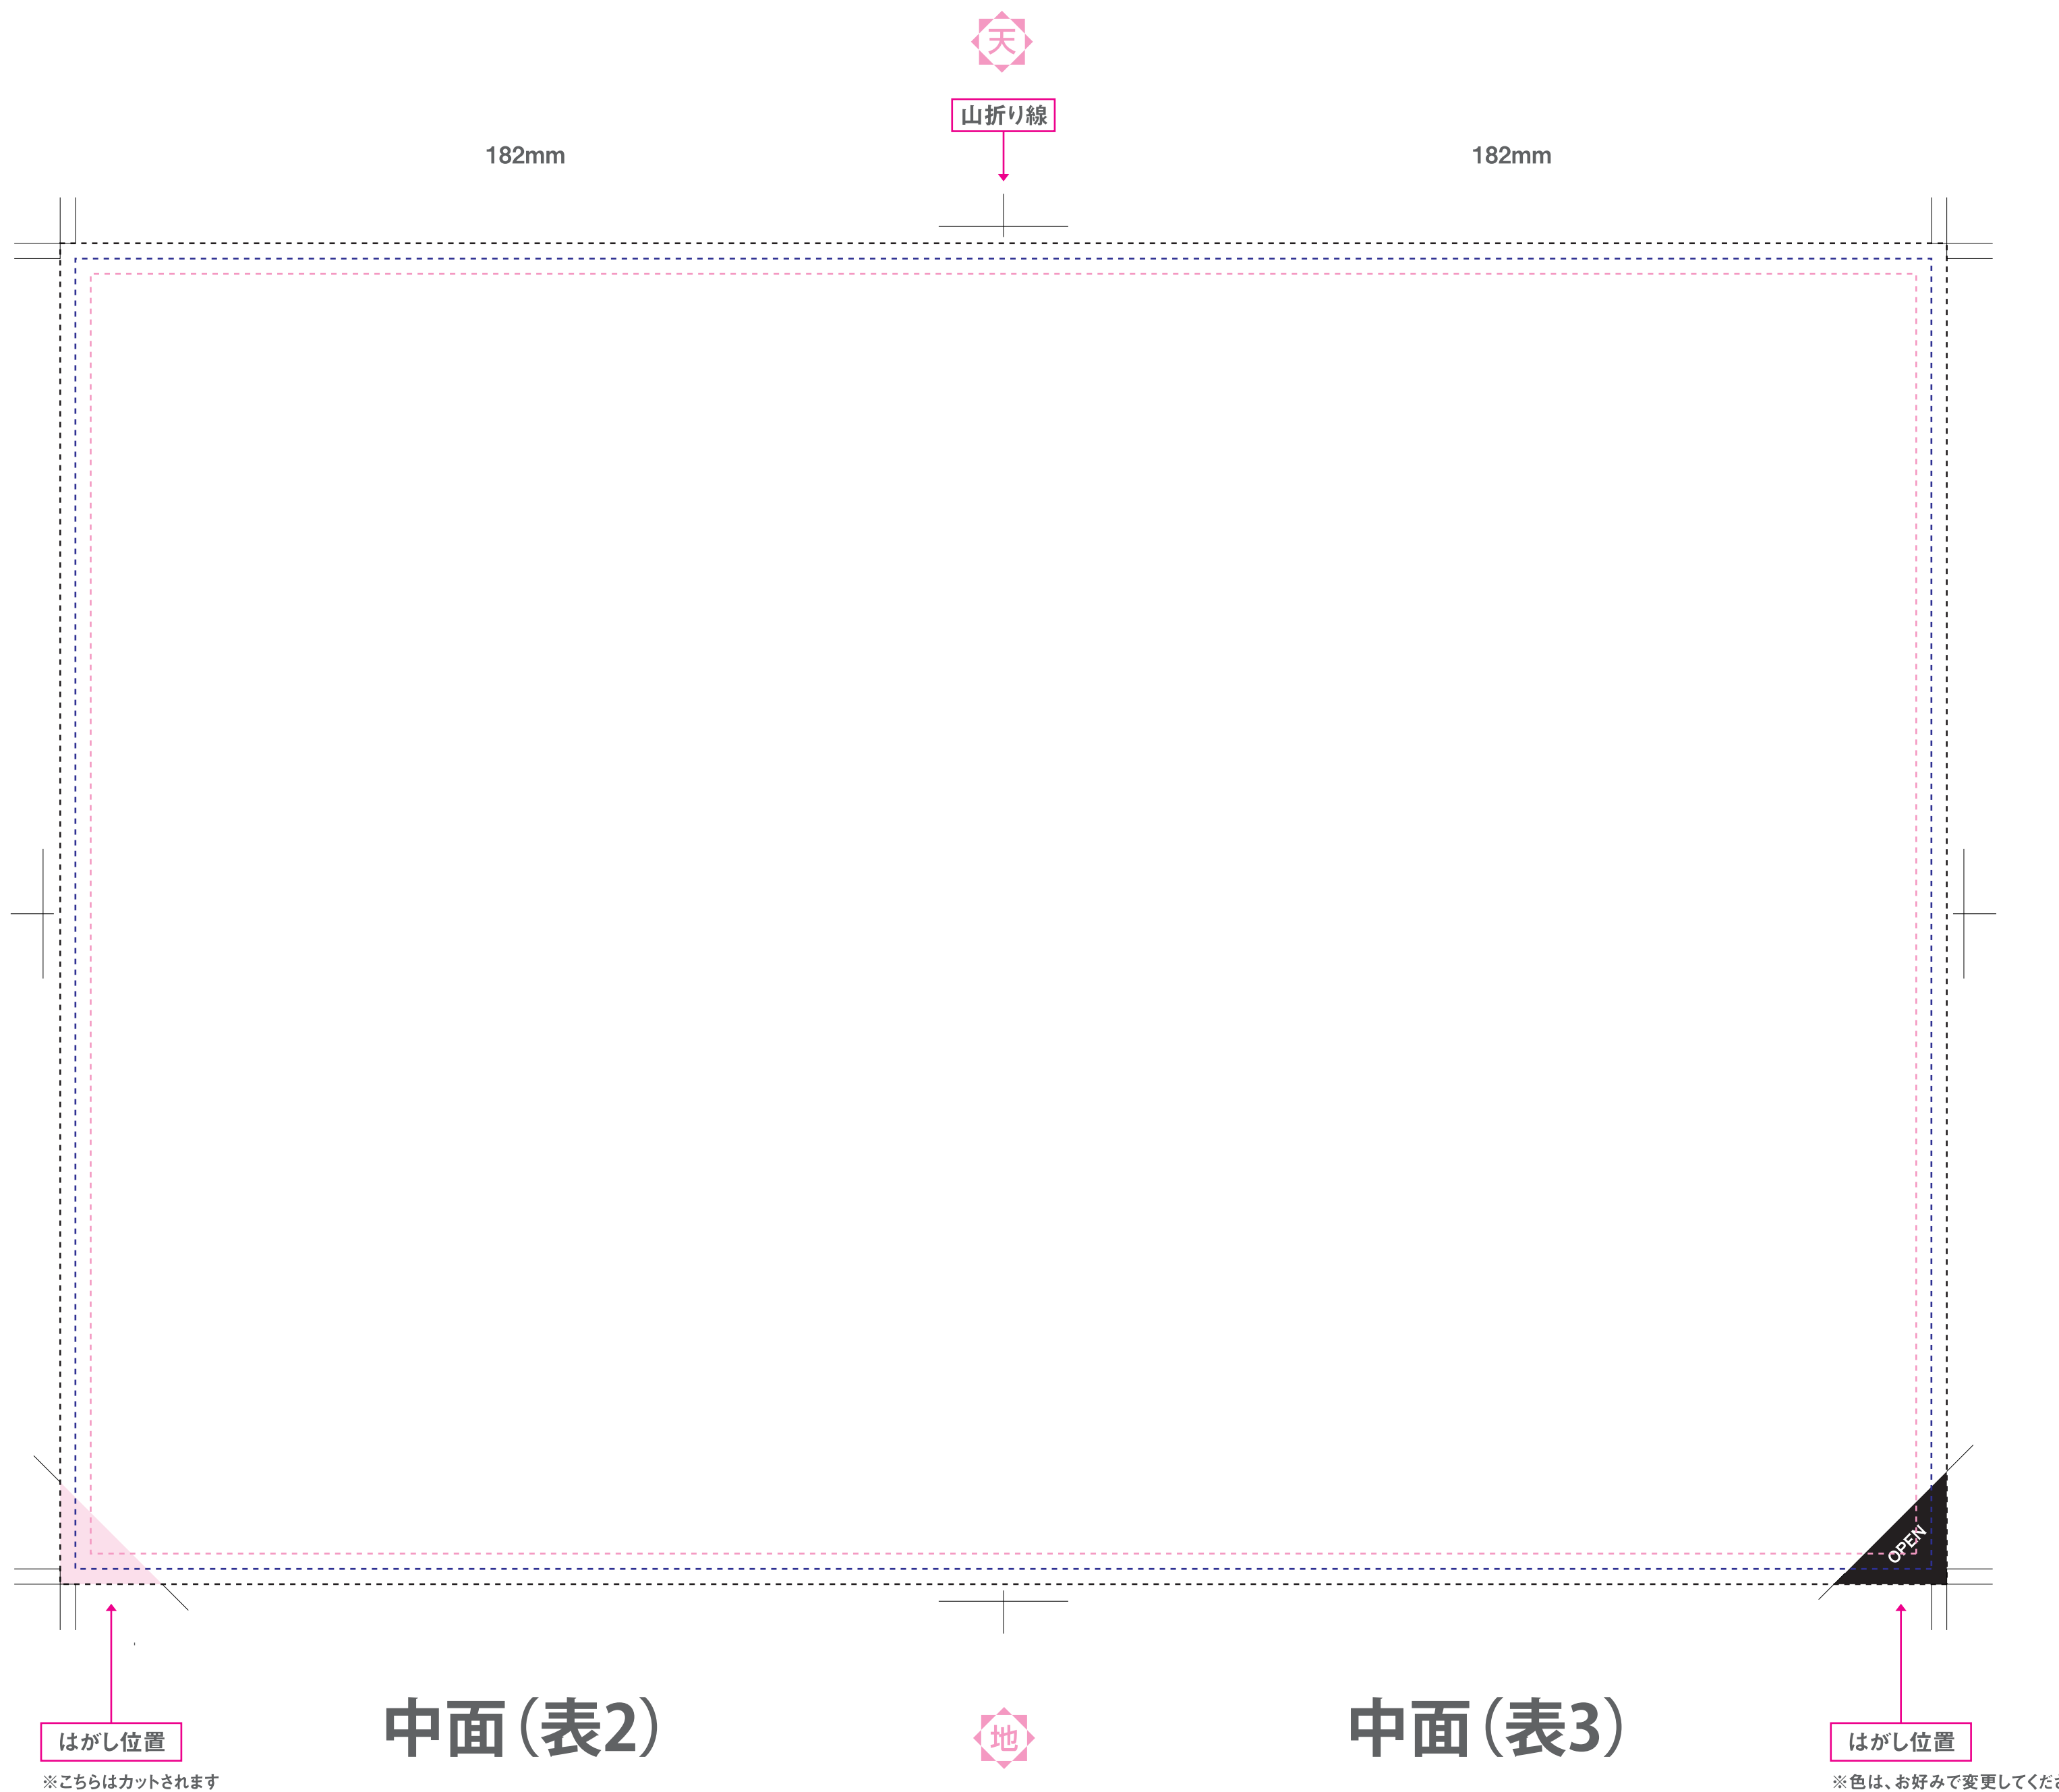 天
山折り線
182mm
182mm
OPEN
中面（表2）
地
中面（表3）
はがし位置
はがし位置
※こちらはカットされます
※色は、お好みで変更してくだ